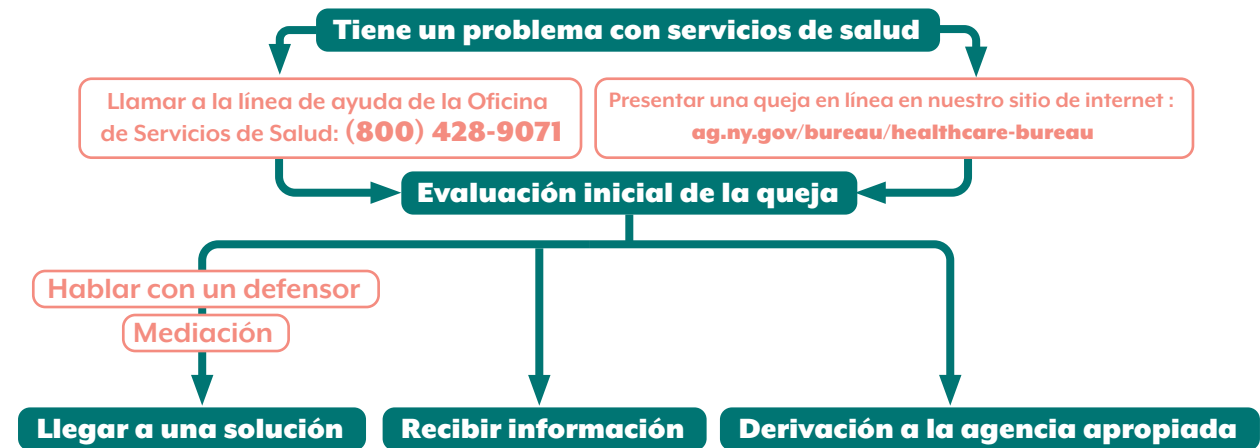 Tiene un problema con servicios de salud
Llamar a la línea de ayuda de la Oficina
de Servicios de Salud: (800) 428-9071
Presentar una queja en línea en nuestro sitio de internet :
ag.ny.gov/bureau/healthcare-bureau
Evaluación inicial de la queja
Hablar con un defensor
Mediación
Llegar a una solución
Recibir información
Derivación a la agencia apropiada